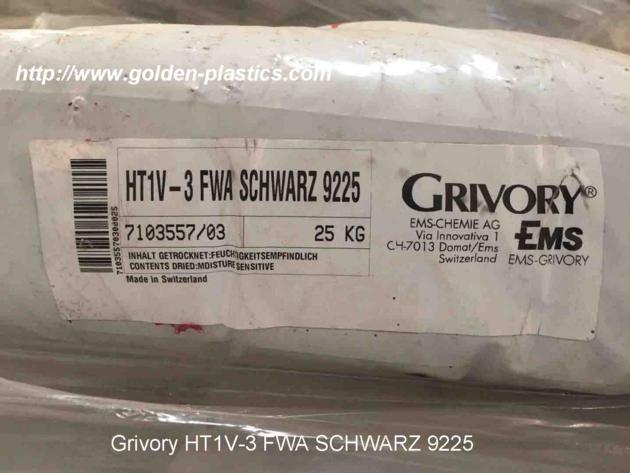 http://www.golden-plastics.com
HT1V-3 FWA SCHWARZ 9225
7103557/03 25 KG
INHALT GETROCKNET:FEUCHTIGKEITSEMPFINDLICH
CONTENTS DRIED:MOISTURE SENSITIVE
Made in Switzerland
71035570300025
GRIVORY®
EMS-CHEMIE AG
Via Innovativa 1
CH-7013 Domat/Ems
Switzerland
EMS
EMS-GRIVORY
Grivory HT1V-3 FWA SCHWARZ 9225